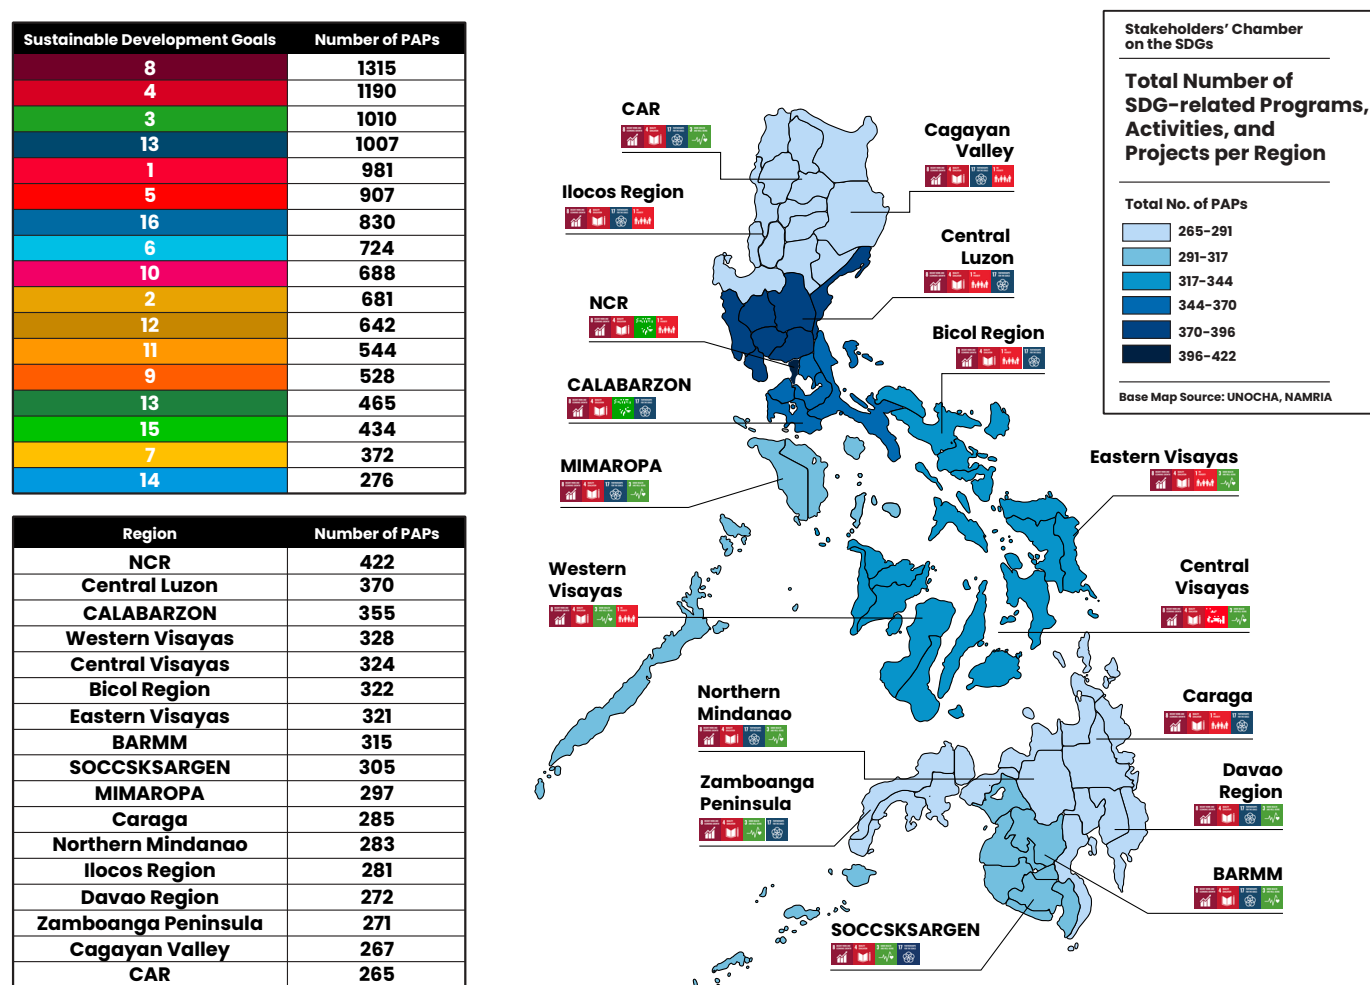 Sustainable Development Goals Number of PAPs
8 1315
4 1190
3 1010
13 1007
1 981
5 907
16 830
6 724
10 688
2 681
12 642
11 544
9 528
13 465
15 434
7 372
14 276
Region Number of PAPs
NCR 422
Central Luzon 370
CALABARZON 355
Western Visayas 328
Central Visayas 324
Bicol Region 322
Eastern Visayas 321
BARMM 315
SOCCSKSARGEN 305
MIMAROPA 297
Caraga 285
Northern Mindanao 283
Ilocos Region 281
Davao Region 272
Zamboanga Peninsula 271
Cagayan Valley 267
CAR 265
CAR
Cagayan
Valley
Ilocos Region
Central
Luzon
NCR
Bicol Region
CALABARZON
MIMAROPA
Eastern Visayas
Western
Visayas
Central
Visayas
Northern
Mindanao
Caraga
Zamboanga
Peninsula
Davao
Region
BARMM
SOCCSKSARGEN
Stakeholders’ Chamber
on the SDGs
Total Number of
SDG-related Programs,
Activities, and
Projects per Region
Total No. of PAPs
265-291
291-317
317-344
344-370
370-396
396-422
Base Map Source: UNOCHA, NAMRIA